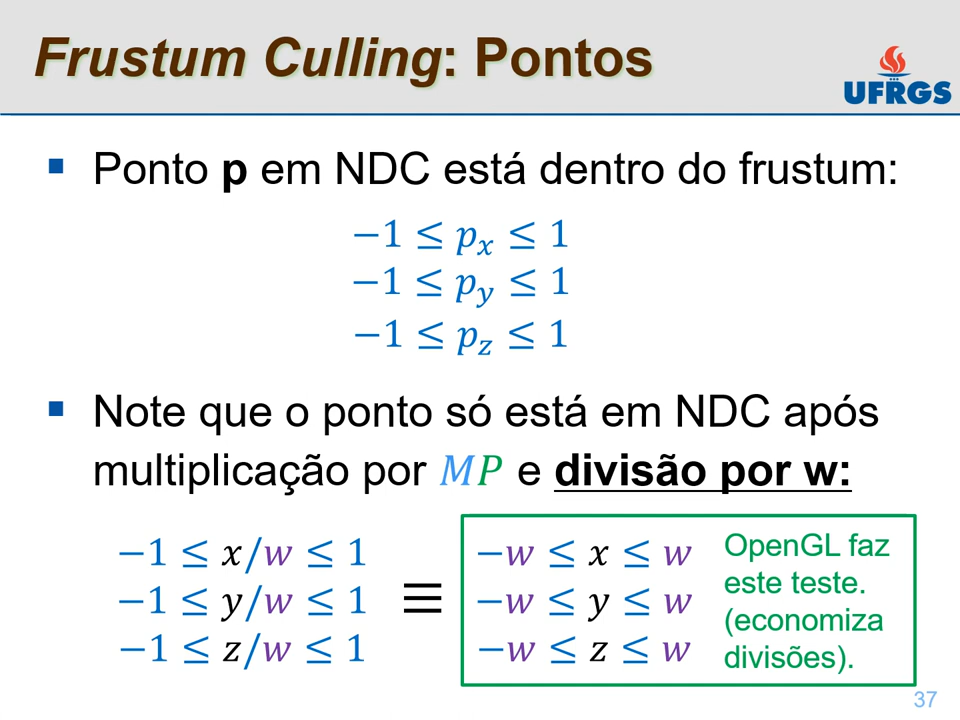 Frustum Culling: Pontos
UFRGS
▪ Ponto p em NDC está dentro do frustum:
−1 ≤ pₓ ≤ 1
−1 ≤ p_y ≤ 1
−1 ≤ p_z ≤ 1
▪ Note que o ponto só está em NDC após
multiplicação por MP e divisão por w:
−1 ≤ x/w ≤ 1
−1 ≤ y/w ≤ 1
−1 ≤ z/w ≤ 1
≡
−w ≤ x ≤ w
−w ≤ y ≤ w
−w ≤ z ≤ w
OpenGL faz
este teste.
(economiza
divisões).
37